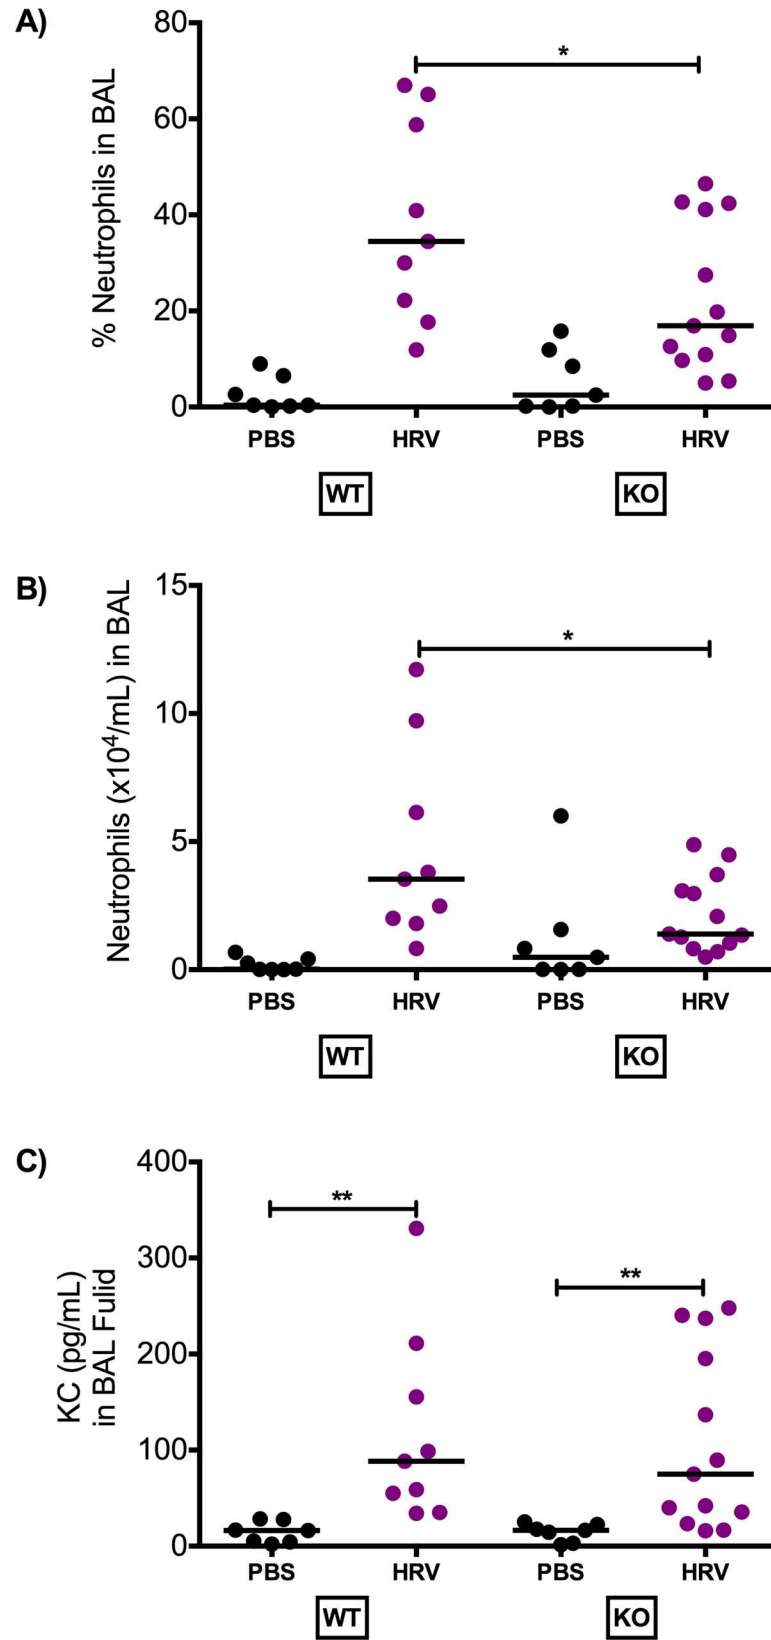 A)
% Neutrophils in BAL
80
60
40
20
0
*
PBS HRV PBS HRV
WT KO
B)
Neutrophils (x10⁴/mL) in BAL
15
10
5
0
*
PBS HRV PBS HRV
WT KO
C)
KC (pg/mL)
in BAL Fulid
400
300
200
100
0
**
**
PBS HRV PBS HRV
WT KO